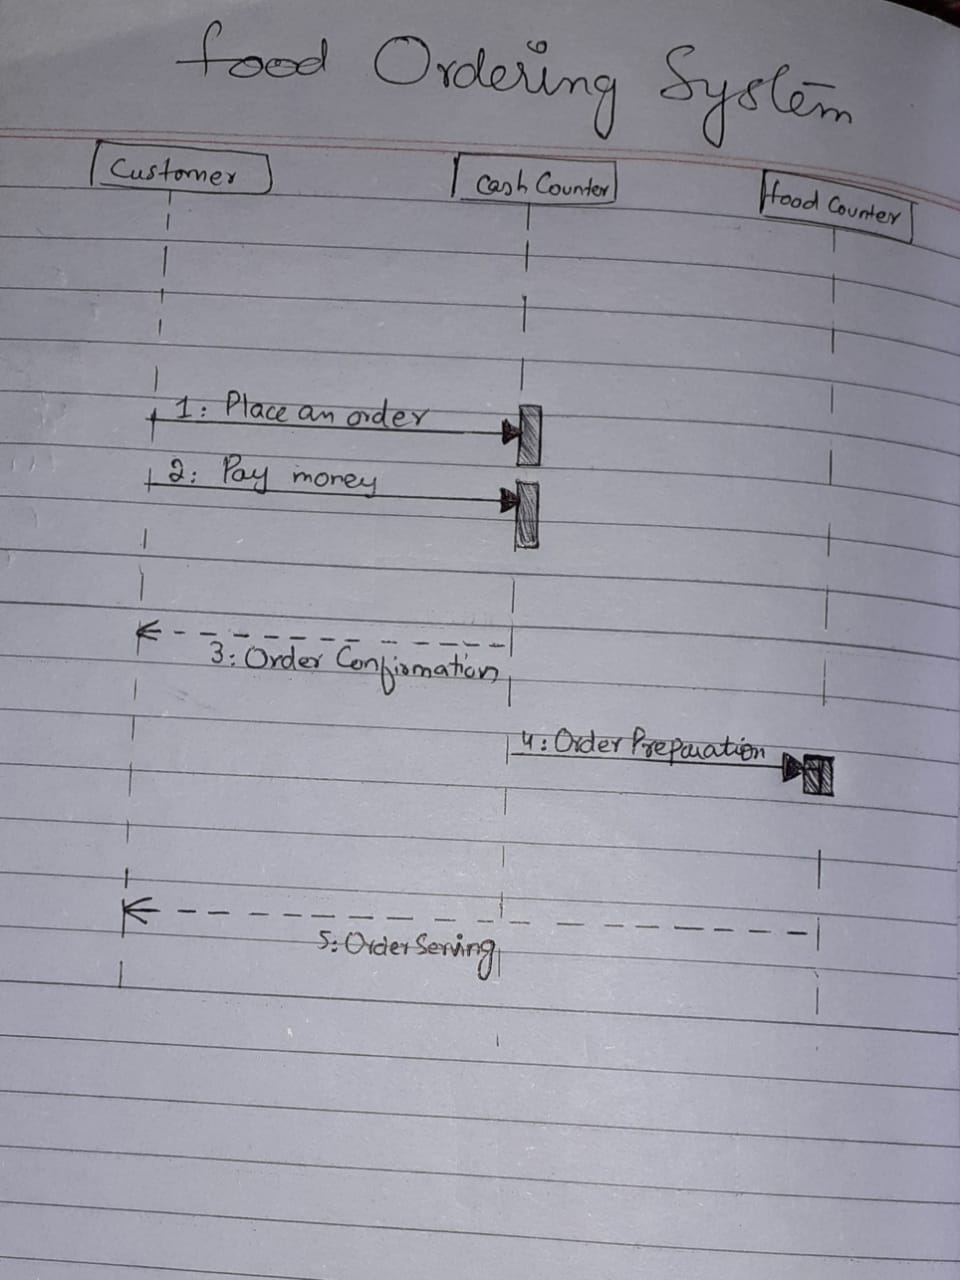 food Ordering System
Customer
Cash Counter
food Counter
1: Place an order
2: Pay money
3: Order Confirmation
4: Order Preparation
5: Order Serving